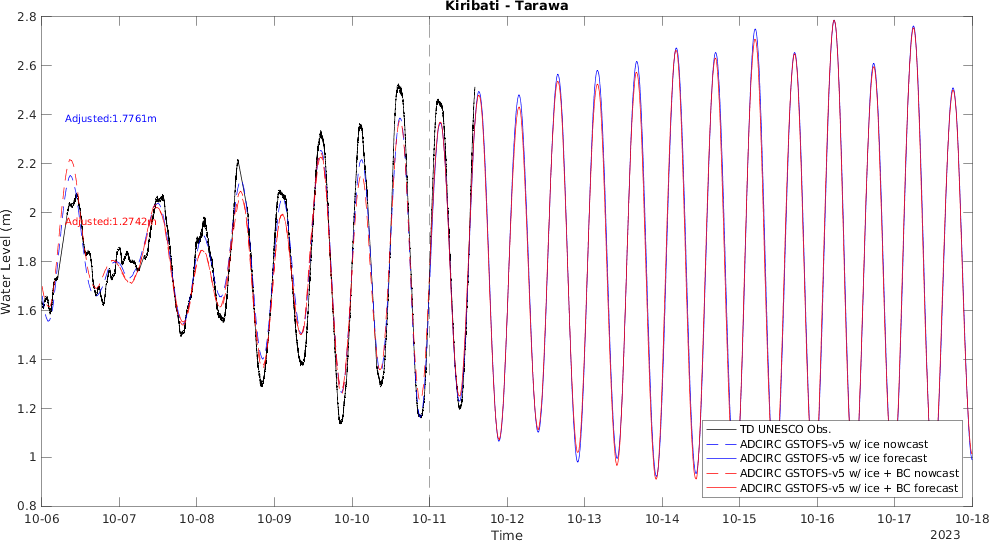 Kiribati - Tarawa
2.8
2.6
2.4
2.2
2
1.8
1.6
1.4
1.2
1
0.8
Water Level (m)
Adjusted:1.7761m
Adjusted:1.2742m
TD UNESCO Obs.
ADCIRC GSTOFS-v5 w/ ice nowcast
ADCIRC GSTOFS-v5 w/ ice forecast
ADCIRC GSTOFS-v5 w/ ice + BC nowcast
ADCIRC GSTOFS-v5 w/ ice + BC forecast
10-06 10-07 10-08 10-09 10-10 10-11 10-12 10-13 10-14 10-15 10-16 10-17 10-18
Time
2023